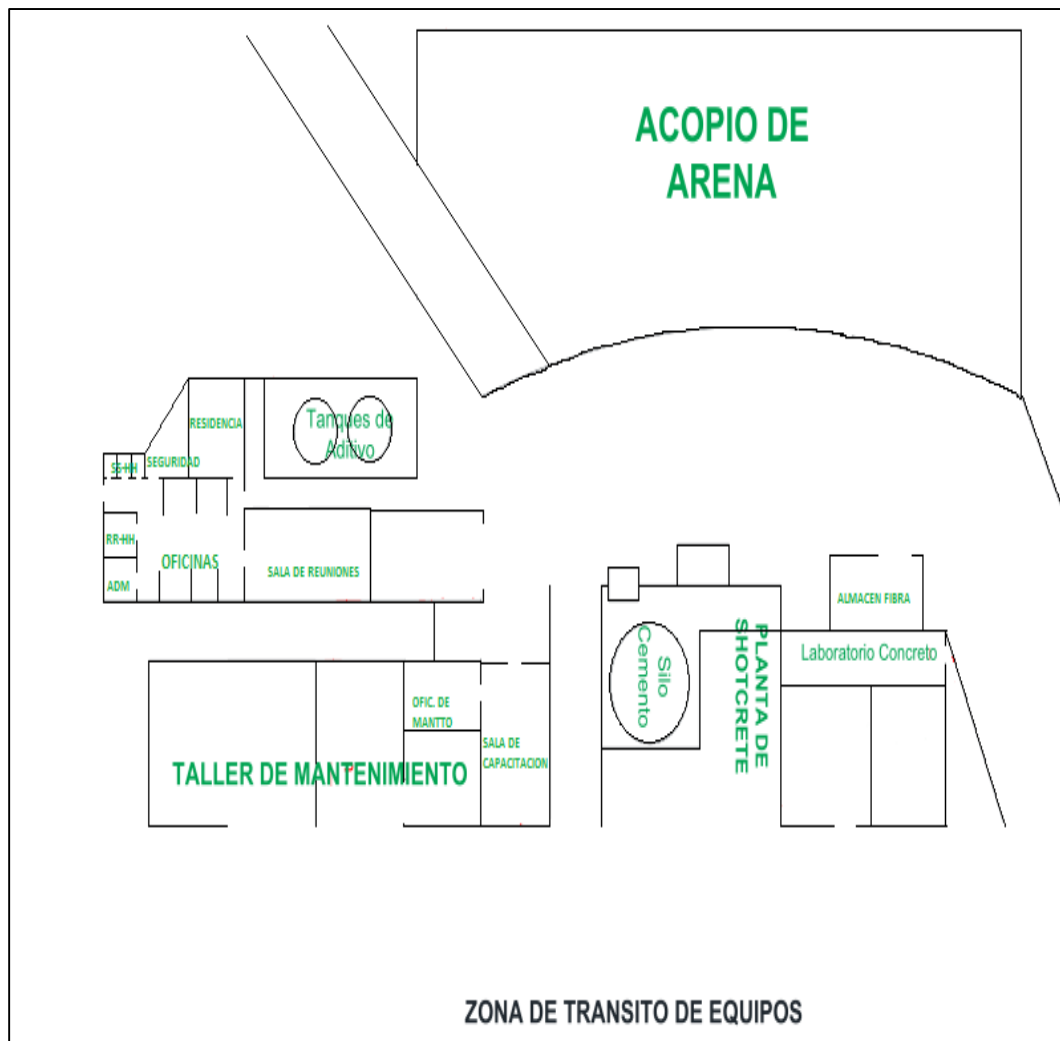 ACOPIO DE
ARENA
RESIDENCIA
Tanques de
Aditivo
SS-HH
SEGURIDAD
RR-HH
OFICINAS
ADM
SALA DE REUNIONES
ALMACEN FIBRA
Silo
Cemento
PLANTA DE
SHOTCRETE
Laboratorio Concreto
OFIC. DE
MANTTO
SALA DE
CAPACITACION
TALLER DE MANTENIMIENTO
ZONA DE TRANSITO DE EQUIPOS